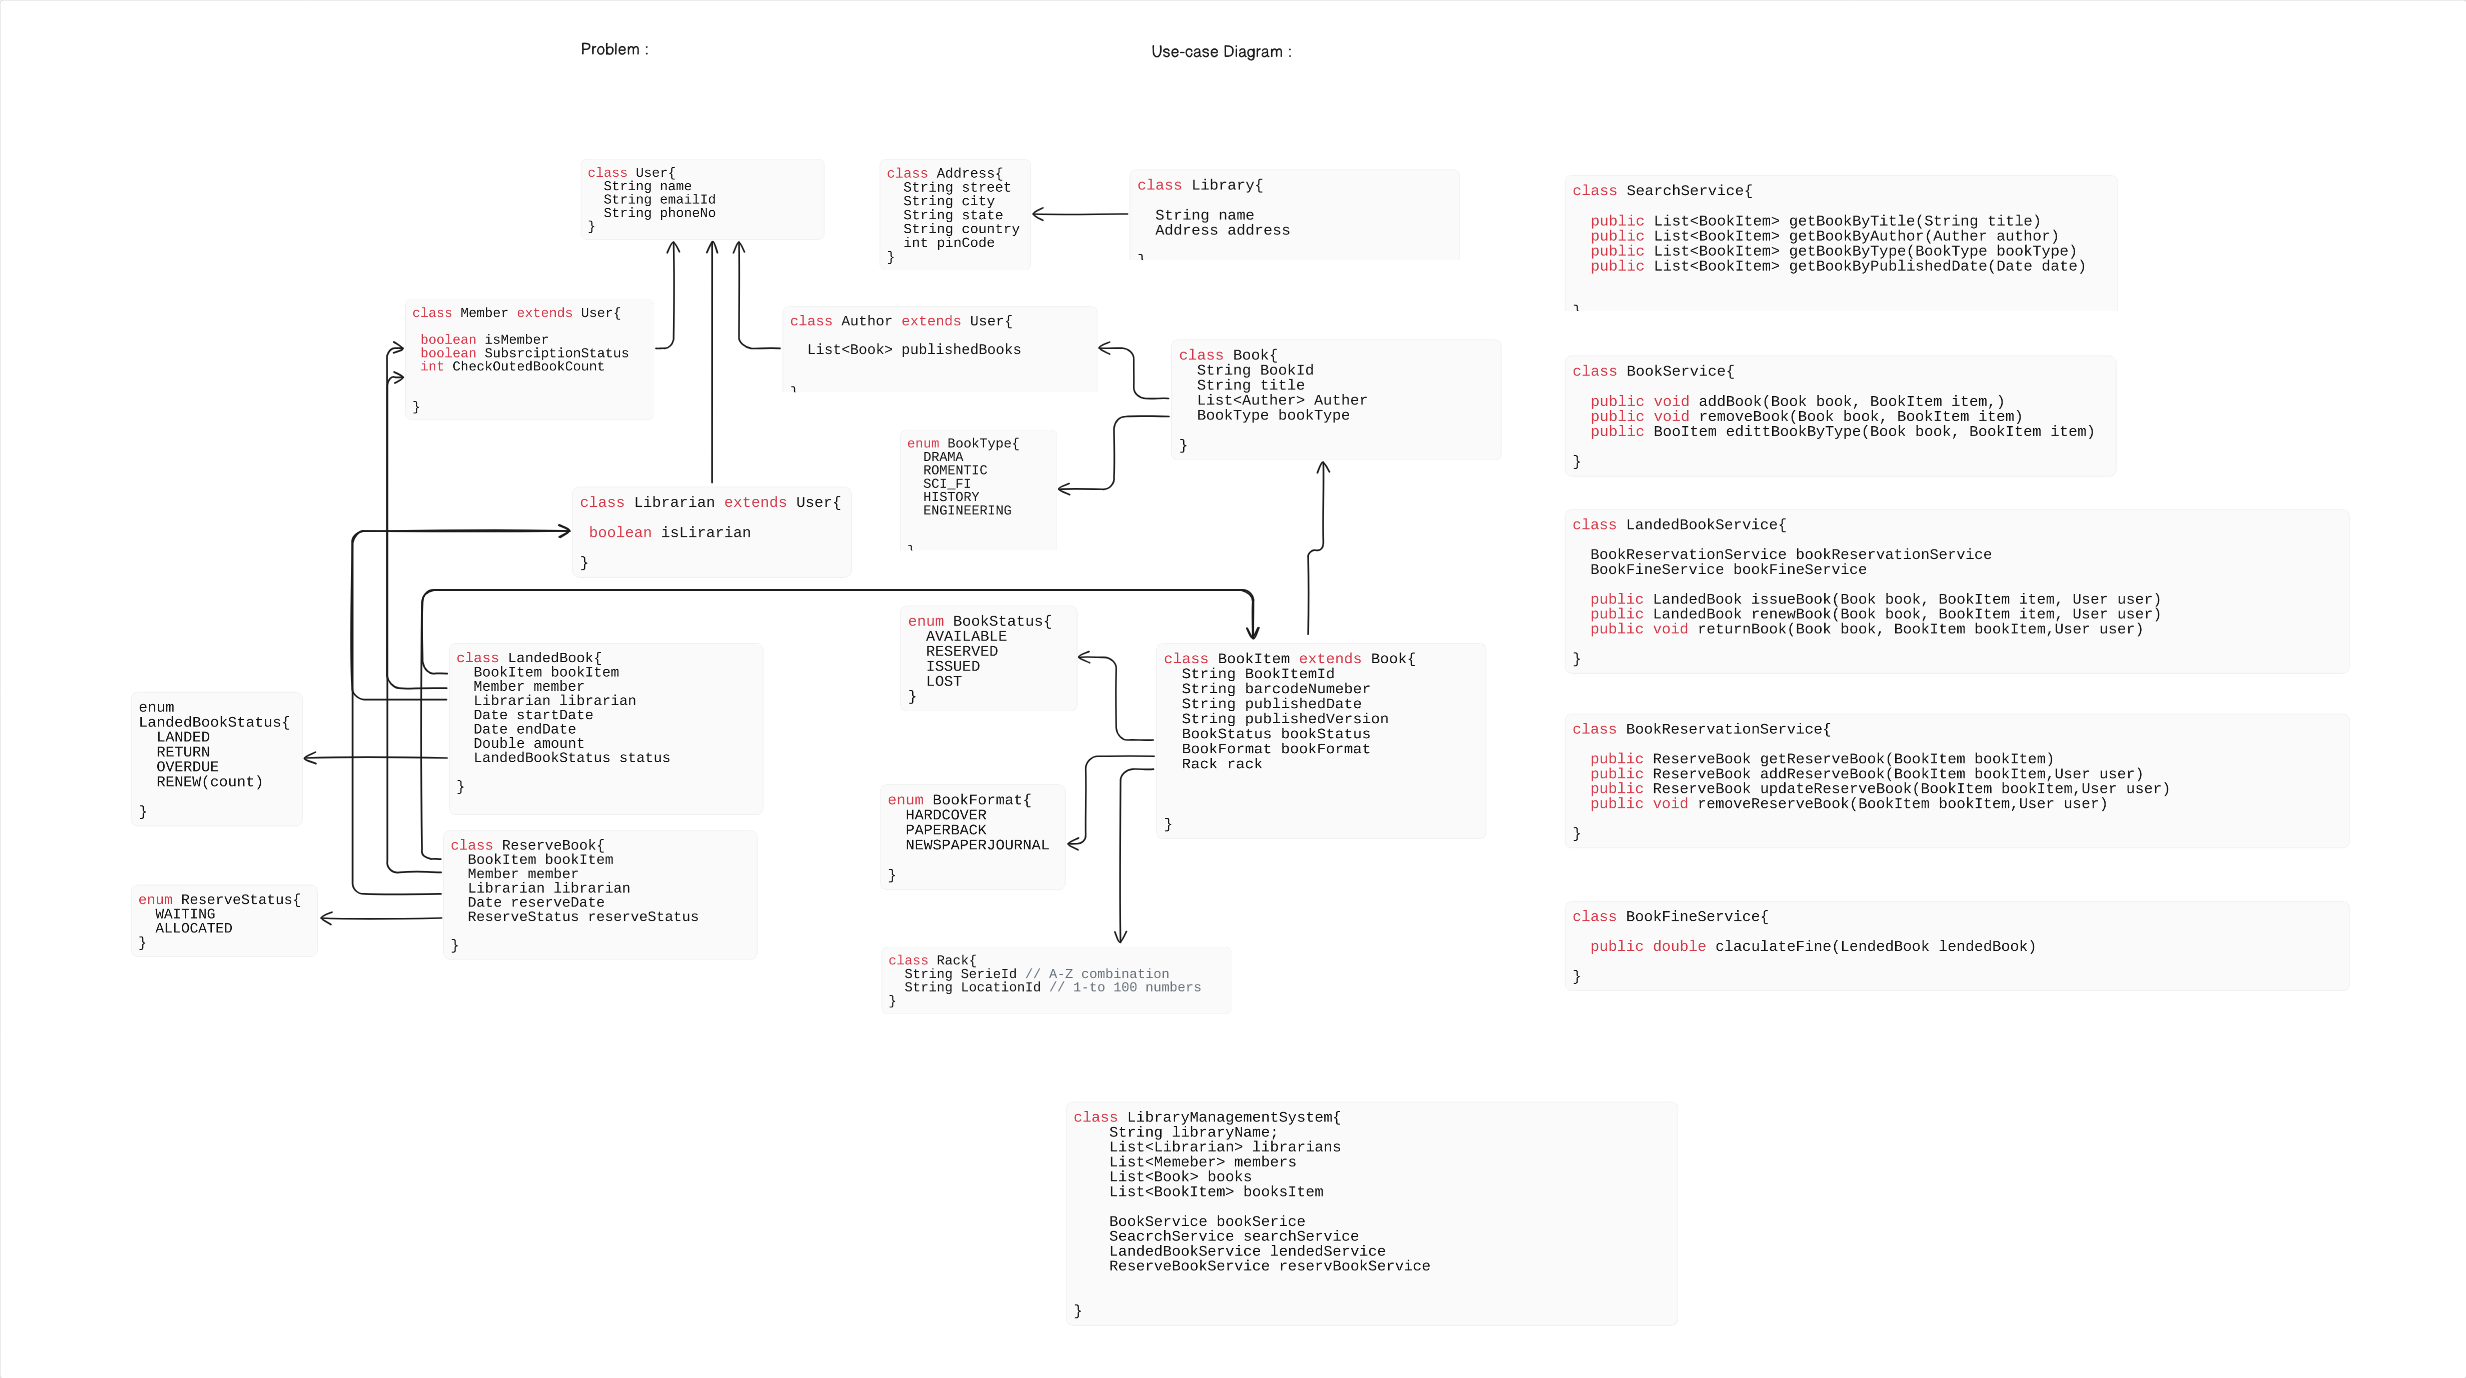 Problem :
Use-case Diagram :
class User{
String name
String emailId
String phoneNo
}
class Address{
String street
String city
String state
String country
int pinCode
}
class Library{
String name
Address address
}
class SearchService{
public List<BookItem> getBookByTitle(String title)
public List<BookItem> getBookByAuthor(Auther author)
public List<BookItem> getBookByType(BookType bookType)
public List<BookItem> getBookByPublishedDate(Date date)
}
class Member extends User{
boolean isMember
boolean SubsrciptionStatus
int CheckOutedBookCount
}
class Author extends User{
List<Book> publishedBooks
}
class Book{
String BookId
String title
List<Auther> Auther
BookType bookType
}
class BookService{
public void addBook(Book book, BookItem item,)
public void removeBook(Book book, BookItem item)
public BooItem edittBookByType(Book book, BookItem item)
}
enum BookType{
DRAMA
ROMENTIC
SCI_FI
HISTORY
ENGINEERING
}
class Librarian extends User{
boolean isLirarian
}
class LandedBookService{
BookReservationService bookReservationService
BookFineService bookFineService
public LandedBook issueBook(Book book, BookItem item, User user)
public LandedBook renewBook(Book book, BookItem item, User user)
public void returnBook(Book book, BookItem bookItem,User user)
}
enum BookStatus{
AVAILABLE
RESERVED
ISSUED
LOST
}
class LandedBook{
BookItem bookItem
Member member
Librarian librarian
Date startDate
Date endDate
Double amount
LandedBookStatus status
}
class BookItem extends Book{
String BookItemId
String barcodeNumeber
String publishedDate
String publishedVersion
BookStatus bookStatus
BookFormat bookFormat
Rack rack
}
enum
LandedBookStatus{
LANDED
RETURN
OVERDUE
RENEW(count)
}
class BookReservationService{
public ReserveBook getReserveBook(BookItem bookItem)
public ReserveBook addReserveBook(BookItem bookItem,User user)
public ReserveBook updateReserveBook(BookItem bookItem,User user)
public void removeReserveBook(BookItem bookItem,User user)
}
enum BookFormat{
HARDCOVER
PAPERBACK
NEWSPAPERJOURNAL
}
class ReserveBook{
BookItem bookItem
Member member
Librarian librarian
Date reserveDate
ReserveStatus reserveStatus
}
enum ReserveStatus{
WAITING
ALLOCATED
}
class BookFineService{
public double claculateFine(LendedBook lendedBook)
}
class Rack{
String SerieId // A-Z combination
String LocationId // 1-to 100 numbers
}
class LibraryManagementSystem{
String libraryName;
List<Librarian> librarians
List<Memeber> members
List<Book> books
List<BookItem> booksItem
BookService bookSerice
SeacrchService searchService
LandedBookService lendedService
ReserveBookService reservBookService
}